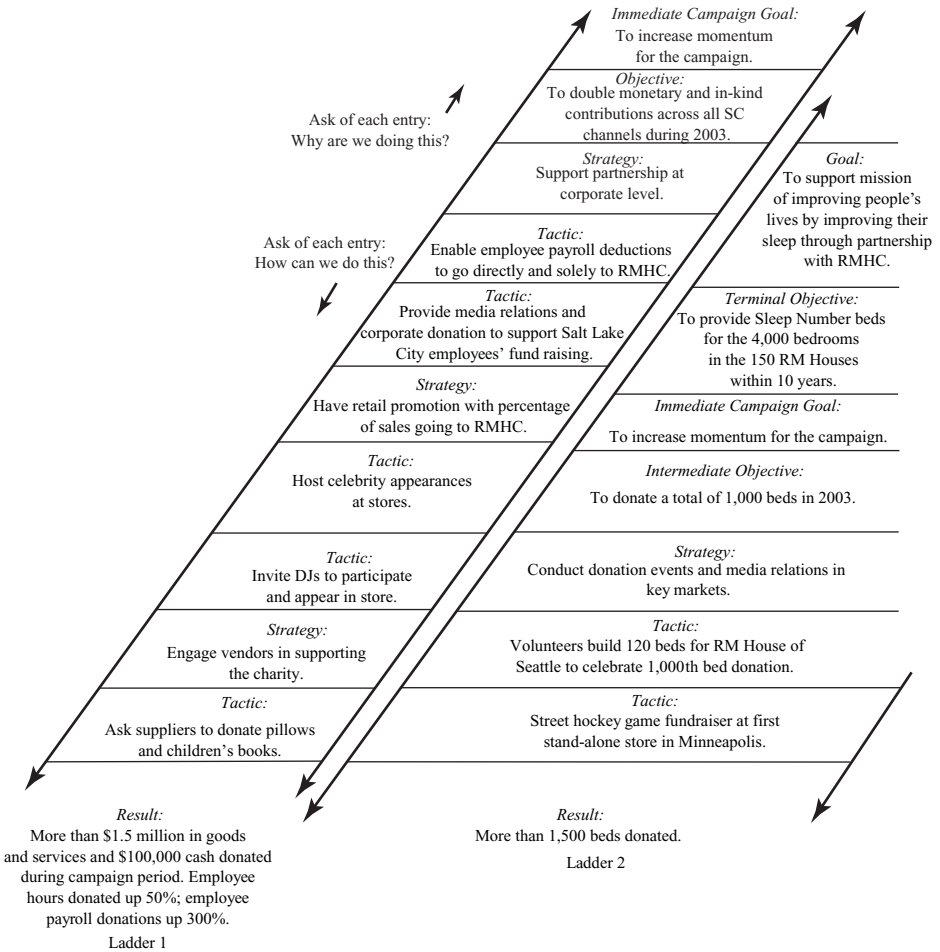 Immediate Campaign Goal:
To increase momentum
for the campaign.
Objective:
To double monetary and in-kind
contributions across all SC
channels during 2003.
Ask of each entry:
Why are we doing this?
Strategy:
Support partnership at
corporate level.
Ask of each entry:
How can we do this?
Tactic:
Enable employee payroll deductions
to go directly and solely to RMHC.
Tactic:
Provide media relations and
corporate donation to support Salt Lake
City employees’ fund raising.
Strategy:
Have retail promotion with percentage
of sales going to RMHC.
Tactic:
Host celebrity appearances
at stores.
Tactic:
Invite DJs to participate
and appear in store.
Strategy:
Engage vendors in supporting
the charity.
Tactic:
Ask suppliers to donate pillows
and children’s books.
Result:
More than $1.5 million in goods
and services and $100,000 cash donated
during campaign period. Employee
hours donated up 50%; employee
payroll donations up 300%.
Ladder 1
Goal:
To support mission
of improving people’s
lives by improving their
sleep through partnership
with RMHC.
Terminal Objective:
To provide Sleep Number beds
for the 4,000 bedrooms
in the 150 RM Houses
within 10 years.
Immediate Campaign Goal:
To increase momentum for the campaign.
Intermediate Objective:
To donate a total of 1,000 beds in 2003.
Strategy:
Conduct donation events and media relations in
key markets.
Tactic:
Volunteers build 120 beds for RM House of
Seattle to celebrate 1,000th bed donation.
Tactic:
Street hockey game fundraiser at first
stand-alone store in Minneapolis.
Result:
More than 1,500 beds donated.
Ladder 2